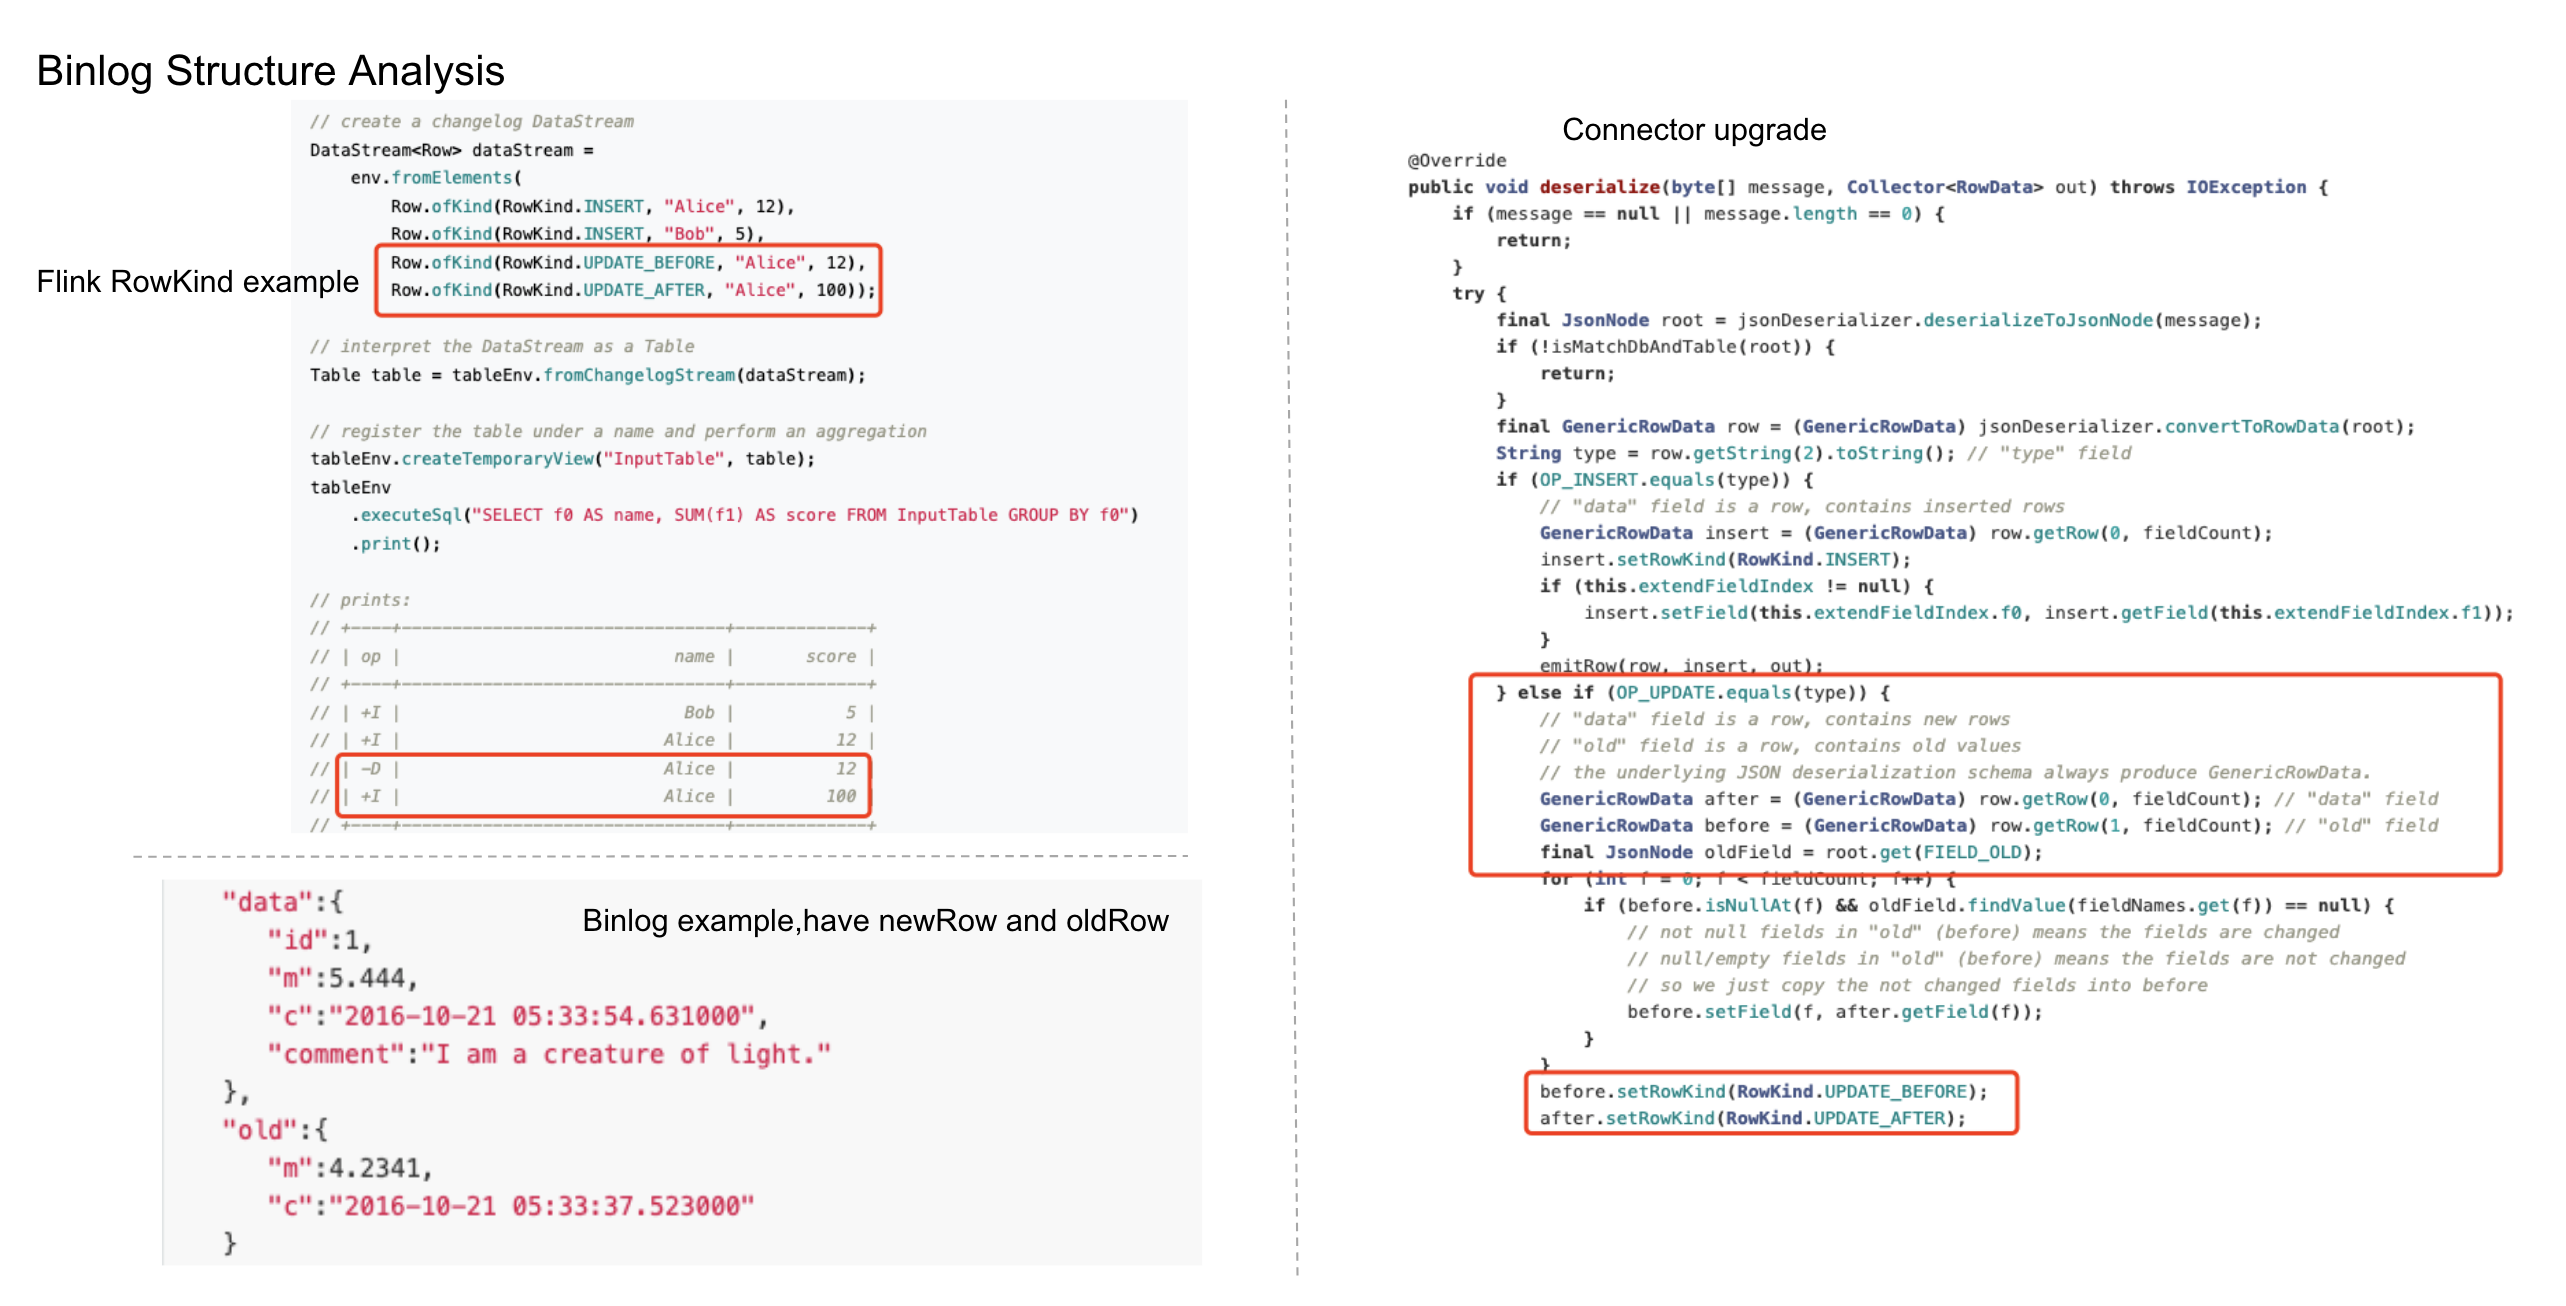 Binlog Structure Analysis
// create a changelog DataStream
DataStream<Row> dataStream =
    env.fromElements(
        Row.ofKind(RowKind.INSERT, "Alice", 12),
        Row.ofKind(RowKind.INSERT, "Bob", 5),
        Row.ofKind(RowKind.UPDATE_BEFORE, "Alice", 12),
        Row.ofKind(RowKind.UPDATE_AFTER, "Alice", 100));
Flink RowKind example
// interpret the DataStream as a Table
Table table = tableEnv.fromChangelogStream(dataStream);
// register the table under a name and perform an aggregation
tableEnv.createTemporaryView("InputTable", table);
tableEnv
    .executeSql("SELECT f0 AS name, SUM(f1) AS score FROM InputTable GROUP BY f0")
    .print();
// prints:
// +----+--------------------------------+-------------+
// | op |                           name |       score |
// +----+--------------------------------+-------------+
// | +I |                            Bob |           5 |
// | +I |                          Alice |          12 |
// | -D |                          Alice |          12
// | +I |                          Alice |         100
// +----+--------------------------------+-------------+
"data":{
Binlog example,have newRow and oldRow
    "id":1,
    "m":5.444,
    "c":"2016-10-21 05:33:54.631000",
    "comment":"I am a creature of light."
},
"old":{
    "m":4.2341,
    "c":"2016-10-21 05:33:37.523000"
}
Connector upgrade
@Override
public void deserialize(byte[] message, Collector<RowData> out) throws IOException {
    if (message == null || message.length == 0) {
        return;
    }
    try {
        final JsonNode root = jsonDeserializer.deserializeToJsonNode(message);
        if (!isMatchDbAndTable(root)) {
            return;
        }
        final GenericRowData row = (GenericRowData) jsonDeserializer.convertToRowData(root);
        String type = row.getString(2).toString(); // "type" field
        if (OP_INSERT.equals(type)) {
            // "data" field is a row, contains inserted rows
            GenericRowData insert = (GenericRowData) row.getRow(0, fieldCount);
            insert.setRowKind(RowKind.INSERT);
            if (this.extendFieldIndex != null) {
                insert.setField(this.extendFieldIndex.f0, insert.getField(this.extendFieldIndex.f1));
            }
            emitRow(row, insert, out);
        } else if (OP_UPDATE.equals(type)) {
            // "data" field is a row, contains new rows
            // "old" field is a row, contains old values
            // the underlying JSON deserialization schema always produce GenericRowData.
            GenericRowData after = (GenericRowData) row.getRow(0, fieldCount); // "data" field
            GenericRowData before = (GenericRowData) row.getRow(1, fieldCount); // "old" field
            final JsonNode oldField = root.get(FIELD_OLD);
            for (int f = 0; f < fieldCount; f++) {
                if (before.isNullAt(f) && oldField.findValue(fieldNames.get(f)) == null) {
                    // not null fields in "old" (before) means the fields are changed
                    // null/empty fields in "old" (before) means the fields are not changed
                    // so we just copy the not changed fields into before
                    before.setField(f, after.getField(f));
                }
            }
            before.setRowKind(RowKind.UPDATE_BEFORE);
            after.setRowKind(RowKind.UPDATE_AFTER);